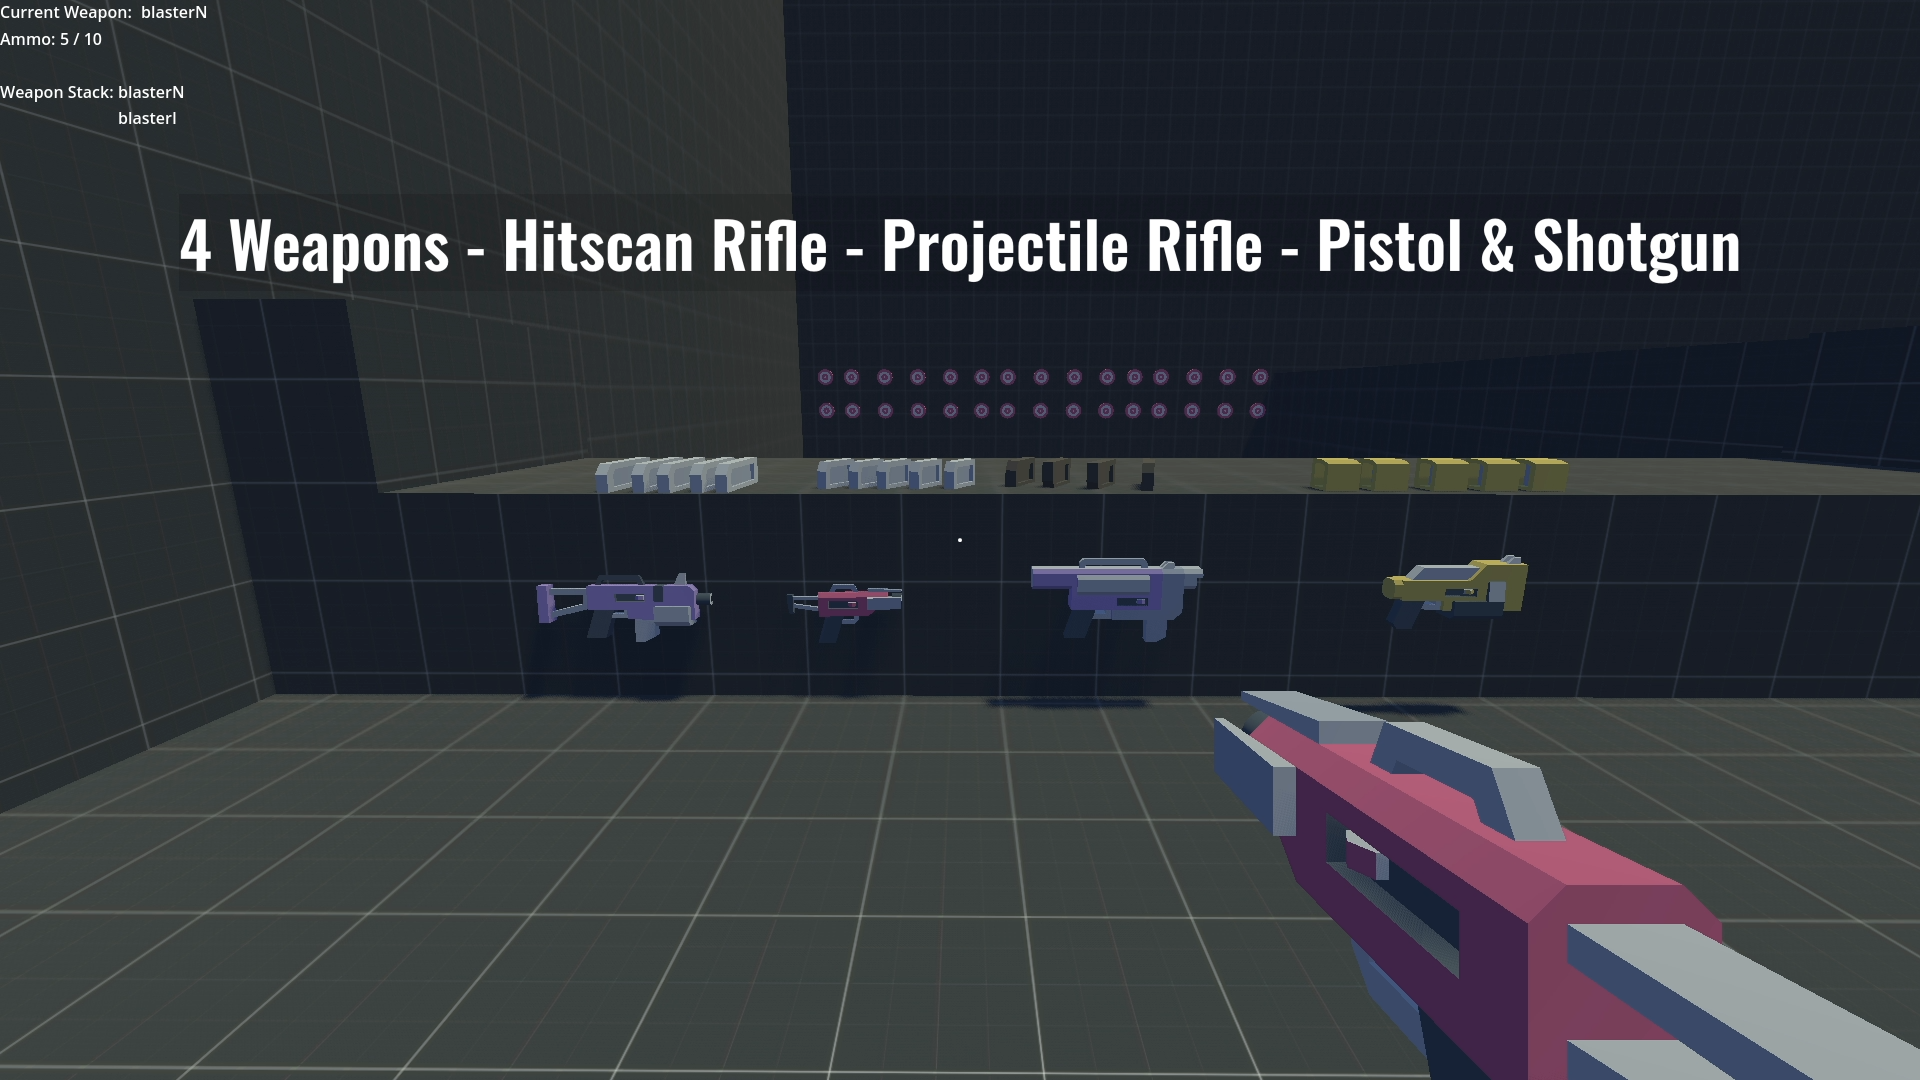 Current Weapon: blasterN
Ammo: 5 / 10
Weapon Stack: blasterN
blasterI
4 Weapons - Hitscan Rifle - Projectile Rifle - Pistol & Shotgun